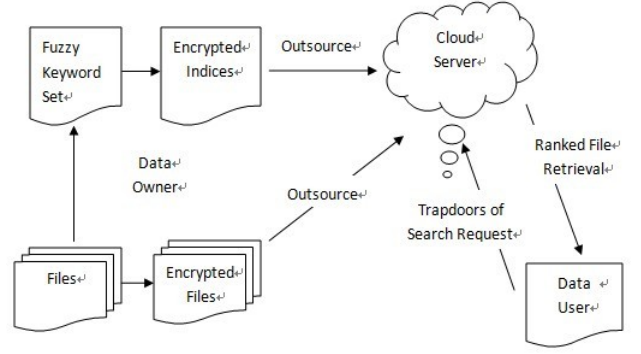 Fuzzy
Keyword
Set
Encrypted
Indices
Outsource
Cloud
Server
Data
Owner
Outsource
Ranked File
Retrieval
Trapdoors of
Search Request
Files
Encrypted
Files
Data
User